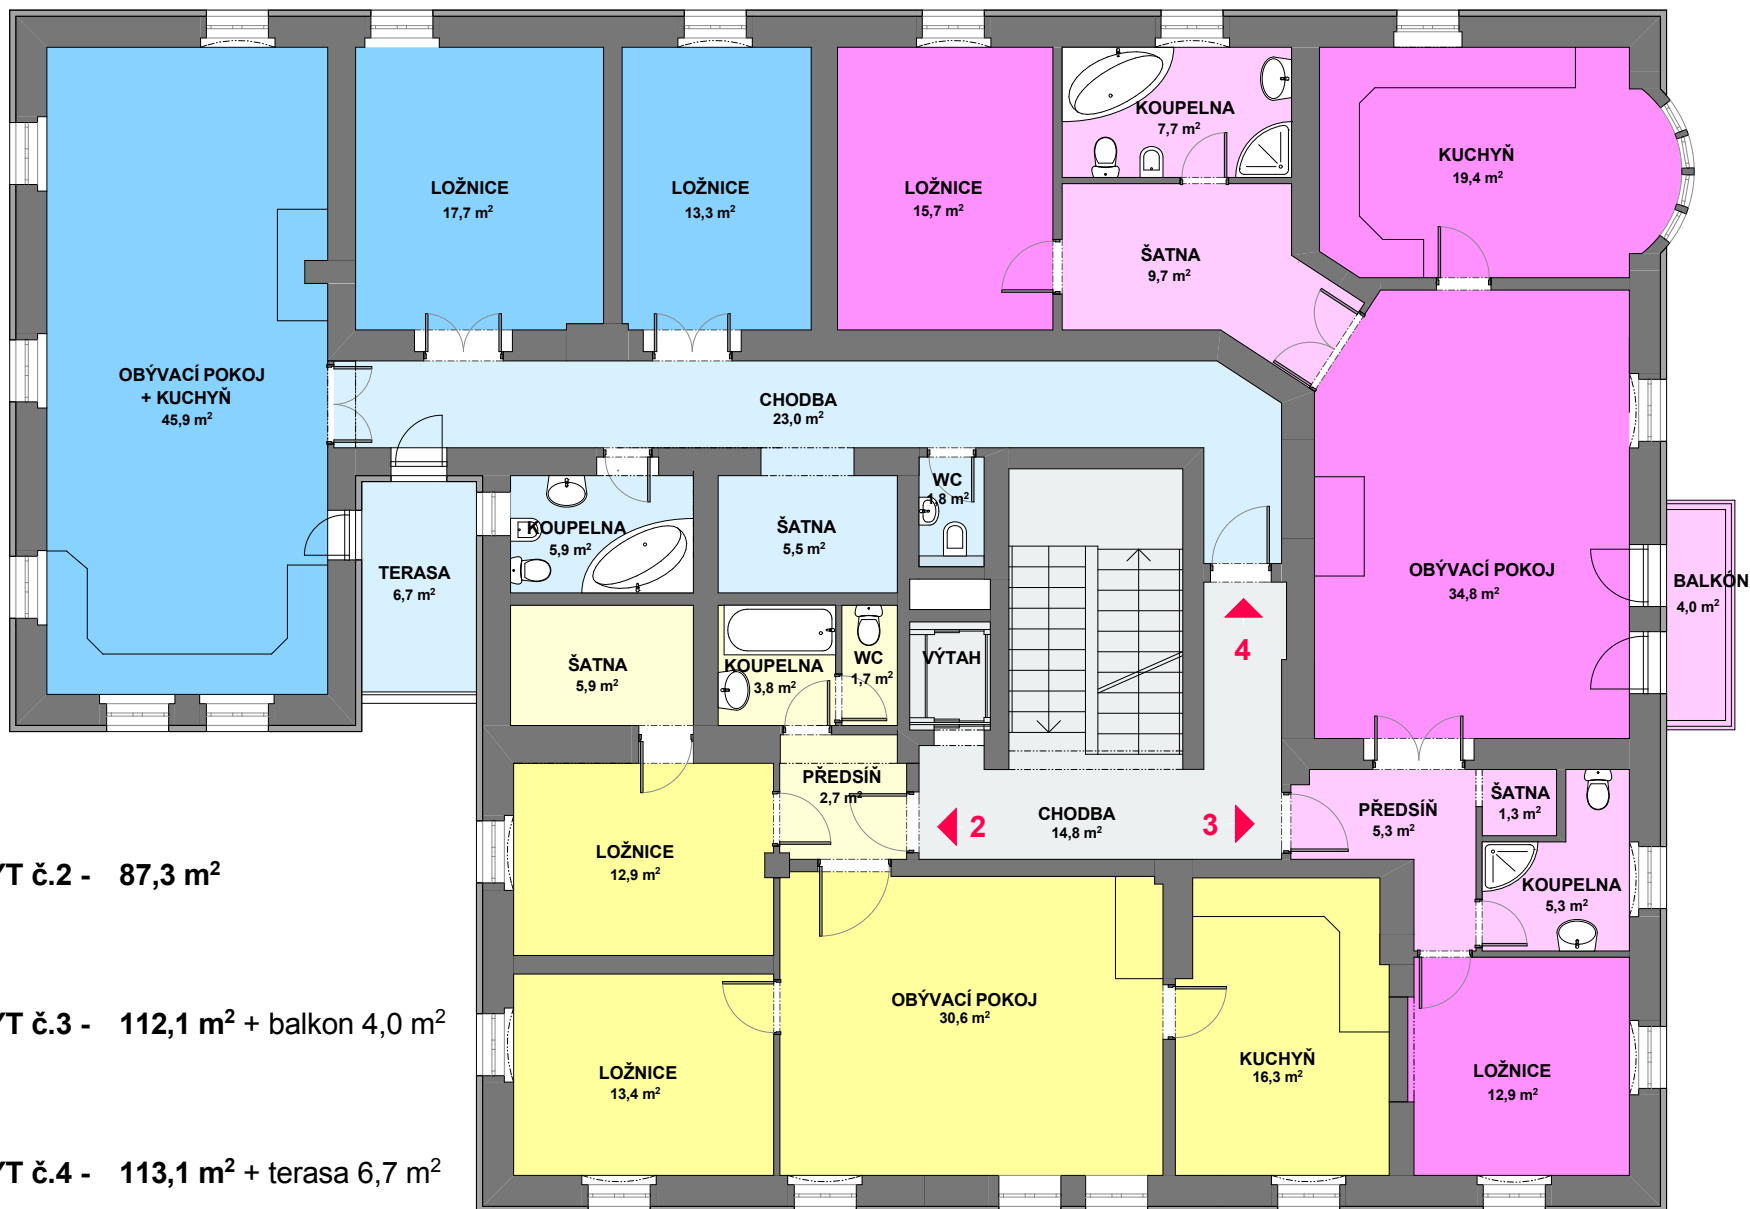 KOUPELNA
7,7 m²
KUCHYŇ
19,4 m²
LOŽNICE
17,7 m²
LOŽNICE
13,3 m²
LOŽNICE
15,7 m²
ŠATNA
9,7 m²
OBÝVACÍ POKOJ
+ KUCHYŇ
45,9 m²
CHODBA
23,0 m²
WC
1,8 m²
KOUPELNA
5,9 m²
ŠATNA
5,5 m²
TERASA
6,7 m²
OBÝVACÍ POKOJ
34,8 m²
BALKÓN
4,0 m²
4
ŠATNA
5,9 m²
KOUPELNA
3,8 m²
WC
1,7 m²
VÝTAH
PŘEDSÍŇ
2,7 m²
2
CHODBA
14,8 m²
3
PŘEDSÍŇ
5,3 m²
ŠATNA
1,3 m²
LOŽNICE
12,9 m²
KOUPELNA
5,3 m²
YT č.2 - 87,3 m²
OBÝVACÍ POKOJ
30,6 m²
YT č.3 - 112,1 m² + balkon 4,0 m²
KUCHYŇ
16,3 m²
LOŽNICE
13,4 m²
LOŽNICE
12,9 m²
YT č.4 - 113,1 m² + terasa 6,7 m²